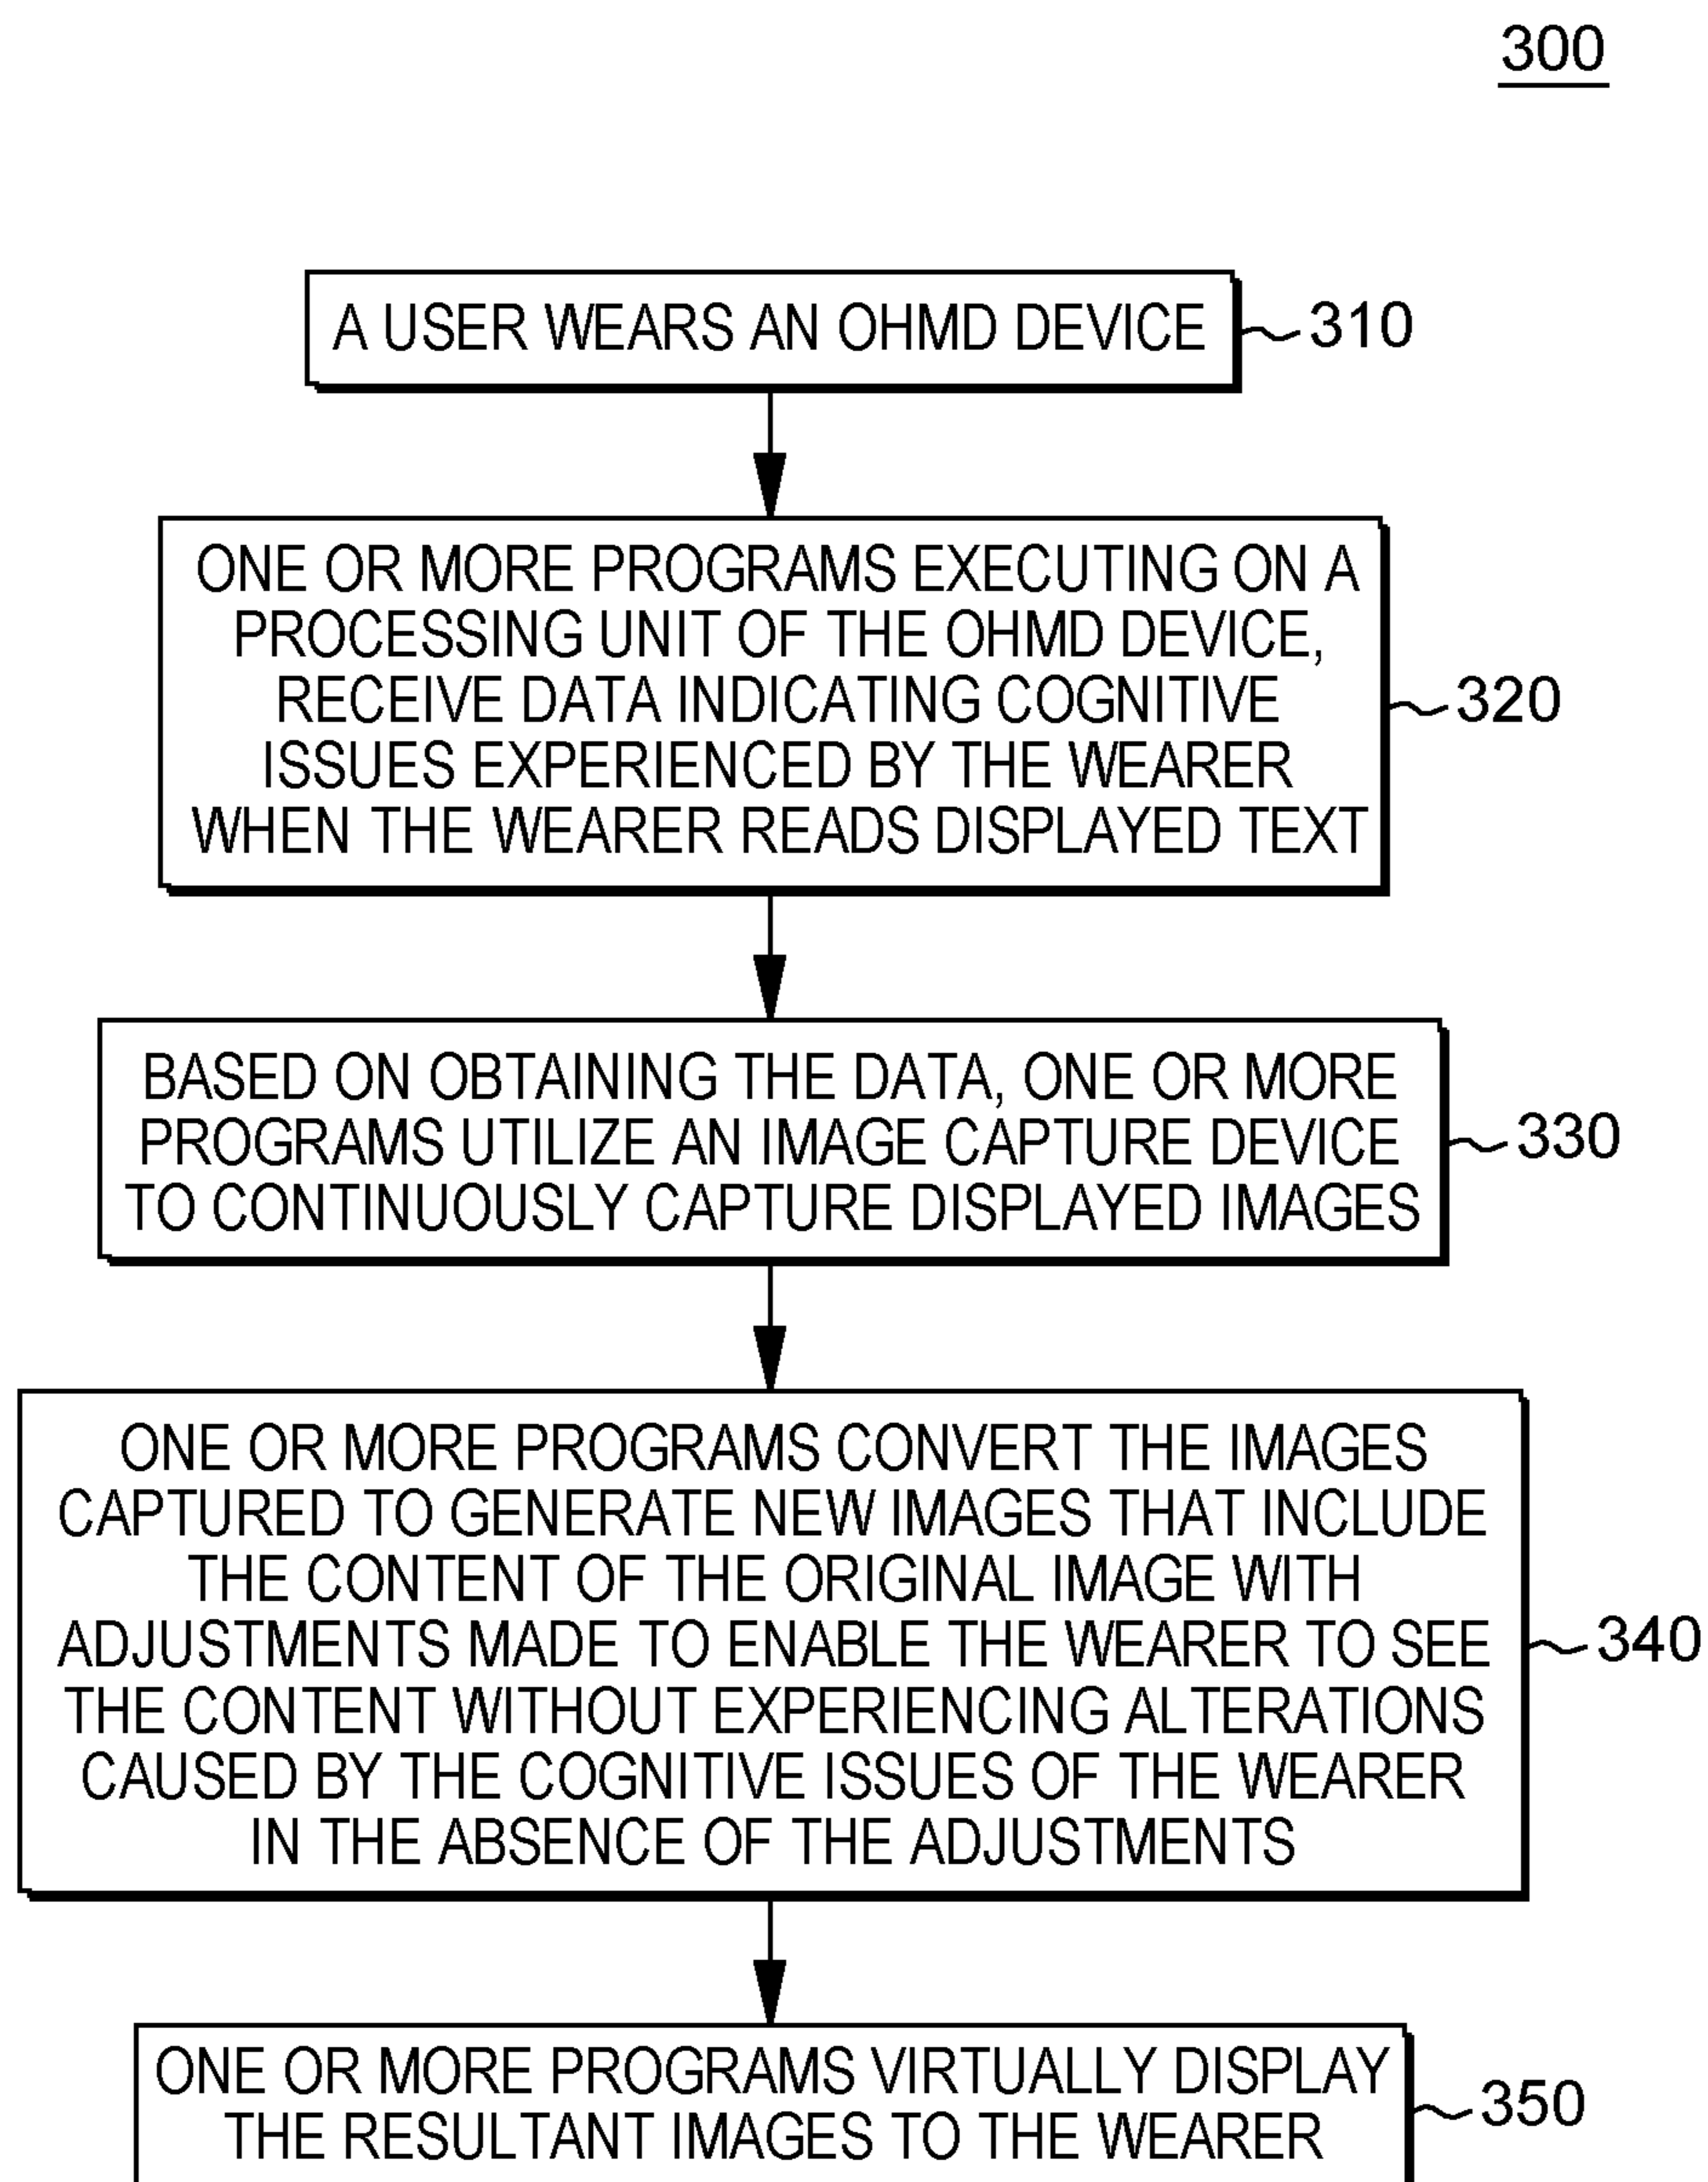 300
A USER WEARS AN OHMD DEVICE
310
ONE OR MORE PROGRAMS EXECUTING ON A
PROCESSING UNIT OF THE OHMD DEVICE,
RECEIVE DATA INDICATING COGNITIVE
ISSUES EXPERIENCED BY THE WEARER
WHEN THE WEARER READS DISPLAYED TEXT
320
BASED ON OBTAINING THE DATA, ONE OR MORE
PROGRAMS UTILIZE AN IMAGE CAPTURE DEVICE
TO CONTINUOUSLY CAPTURE DISPLAYED IMAGES
330
ONE OR MORE PROGRAMS CONVERT THE IMAGES
CAPTURED TO GENERATE NEW IMAGES THAT INCLUDE
THE CONTENT OF THE ORIGINAL IMAGE WITH
ADJUSTMENTS MADE TO ENABLE THE WEARER TO SEE
THE CONTENT WITHOUT EXPERIENCING ALTERATIONS
CAUSED BY THE COGNITIVE ISSUES OF THE WEARER
IN THE ABSENCE OF THE ADJUSTMENTS
340
ONE OR MORE PROGRAMS VIRTUALLY DISPLAY
THE RESULTANT IMAGES TO THE WEARER
350